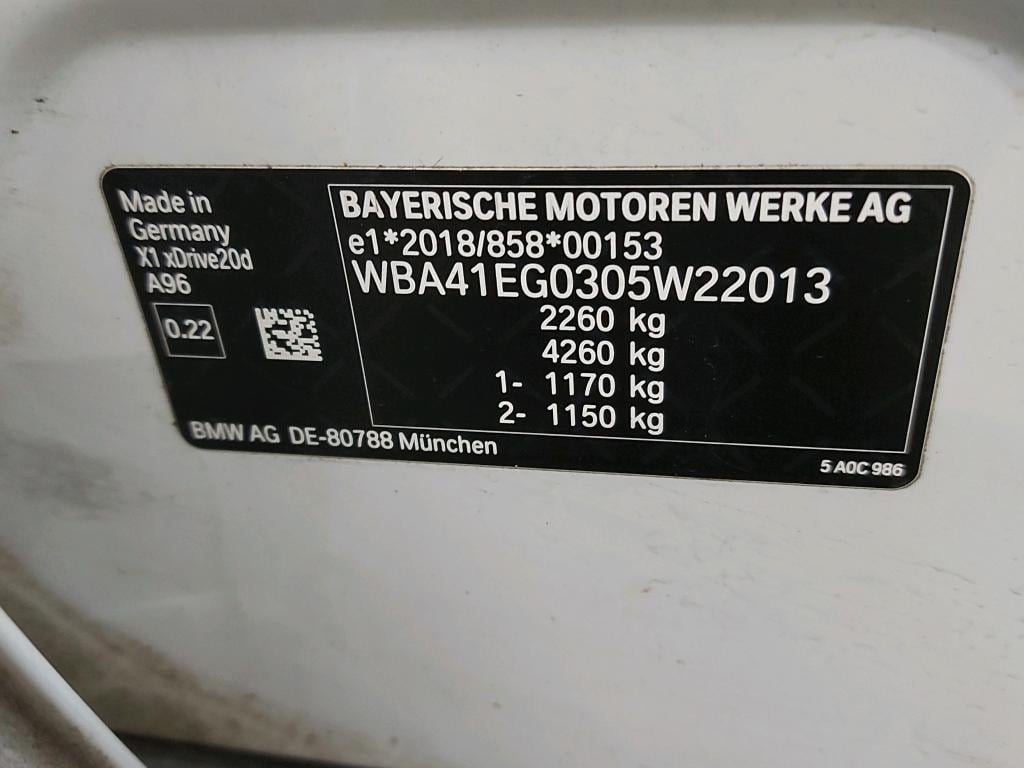 Made in
Germany
X1 xDrive20d
A96
0.22
BAYERISCHE MOTOREN WERKE AG
e1*2018/858*00153
WBA41EG0305W22013
2260 kg
4260 kg
1- 1170 kg
2- 1150 kg
BMW AG DE-80788 München
5 A0C 986